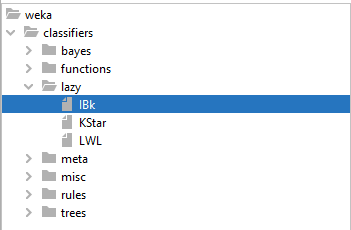 weka
classifiers
bayes
functions
lazy
IBk
KStar
LWL
meta
misc
rules
trees